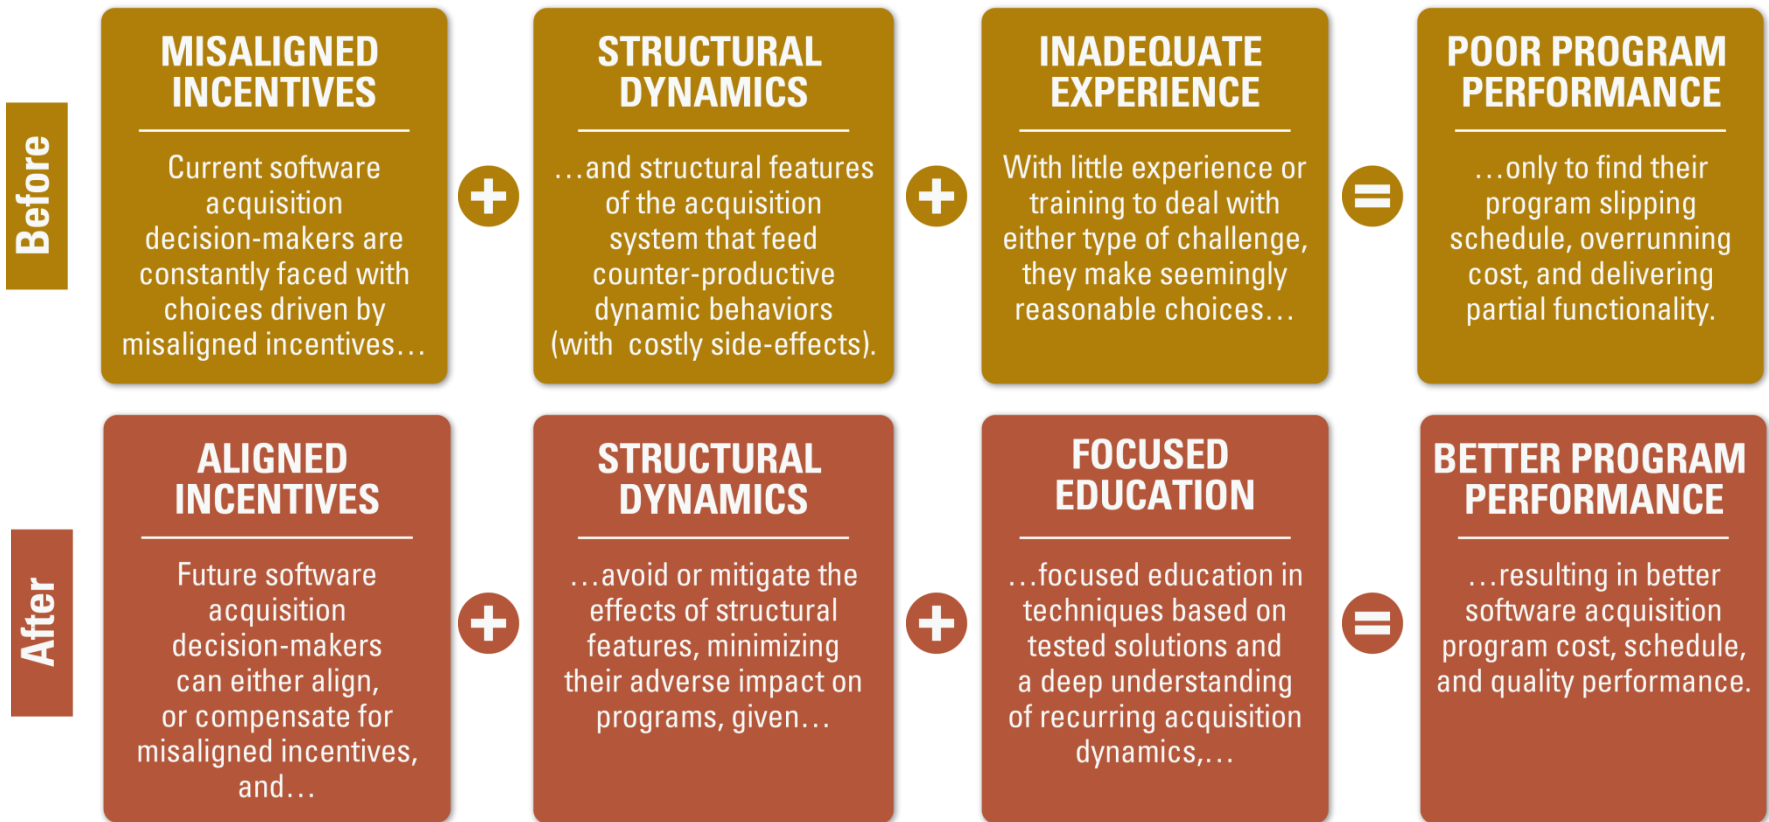 Before
MISALIGNED
INCENTIVES
Current software
acquisition
decision-makers are
constantly faced with
choices driven by
misaligned incentives…
+
STRUCTURAL
DYNAMICS
…and structural features
of the acquisition
system that feed
counter-productive
dynamic behaviors
(with costly side-effects).
+
INADEQUATE
EXPERIENCE
With little experience or
training to deal with
either type of challenge,
they make seemingly
reasonable choices…
=
POOR PROGRAM
PERFORMANCE
…only to find their
program slipping
schedule, overrunning
cost, and delivering
partial functionality.
After
ALIGNED
INCENTIVES
Future software
acquisition
decision-makers
can either align,
or compensate for
misaligned incentives,
and…
+
STRUCTURAL
DYNAMICS
…avoid or mitigate the
effects of structural
features, minimizing
their adverse impact on
programs, given…
+
FOCUSED
EDUCATION
…focused education in
techniques based on
tested solutions and
a deep understanding
of recurring acquisition
dynamics,…
=
BETTER PROGRAM
PERFORMANCE
…resulting in better
software acquisition
program cost, schedule,
and quality performance.